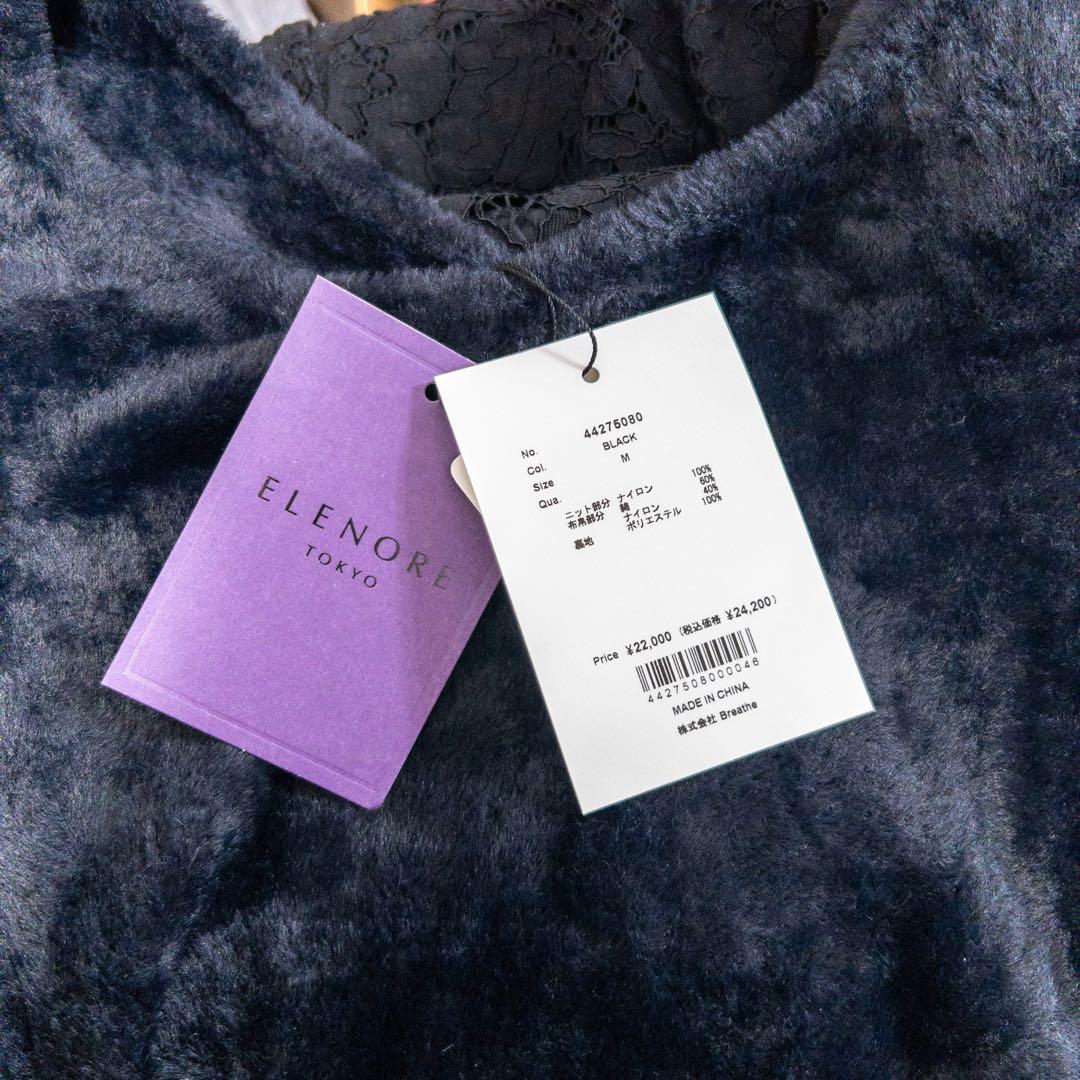 ELENORE
TOKYO
No. 44275080
Col. BLACK
Size M
Qua.
ニット部分 ナイロン 100%
布帛部分 綿 60%
ナイロン 40%
裏地 ポリエステル 100%
Price ¥22,000 (税込価格 ¥24,200)
4427508000046
MADE IN CHINA
株式会社 Breathe